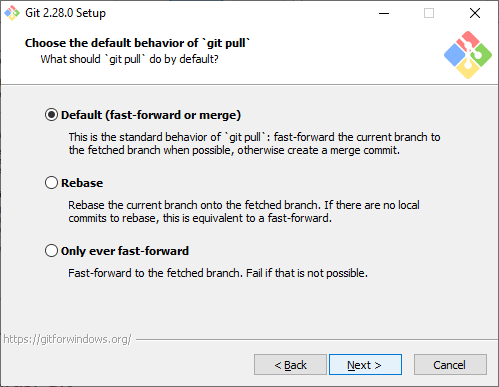 Git 2.28.0 Setup
Choose the default behavior of `git pull`
What should `git pull` do by default?
Default (fast-forward or merge)
This is the standard behavior of `git pull`: fast-forward the current branch to
the fetched branch when possible, otherwise create a merge commit.
Rebase
Rebase the current branch onto the fetched branch. If there are no local
commits to rebase, this is equivalent to a fast-forward.
Only ever fast-forward
Fast-forward to the fetched branch. Fail if that is not possible.
https://gitforwindows.org/
< Back
Next >
Cancel